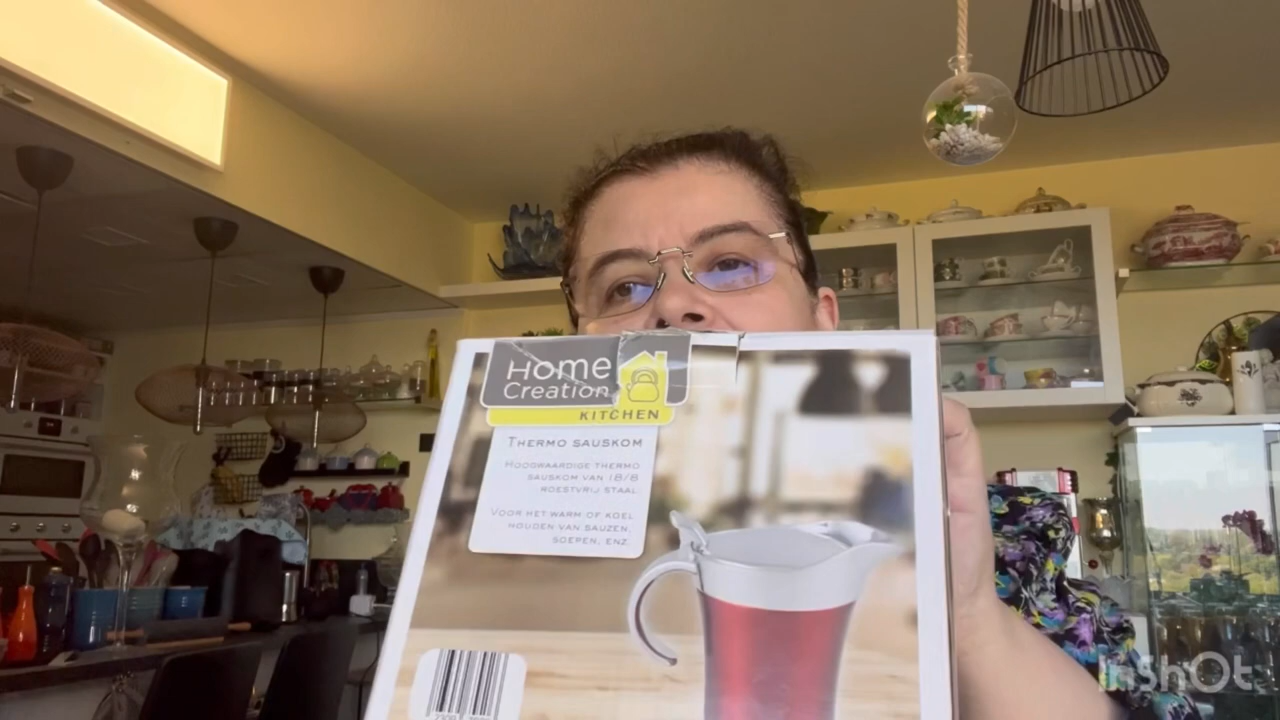 Home
Creation
KITCHEN
THERMO SAUSKOM
HOOGWAARDIGE THERMO
SAUSKOM VAN 18/8
ROESTVRIJ STAAL.
VOOR HET WARM OF KOEL
HOUDEN VAN SAUZEN,
SOEPEN, ENZ.
InShOt